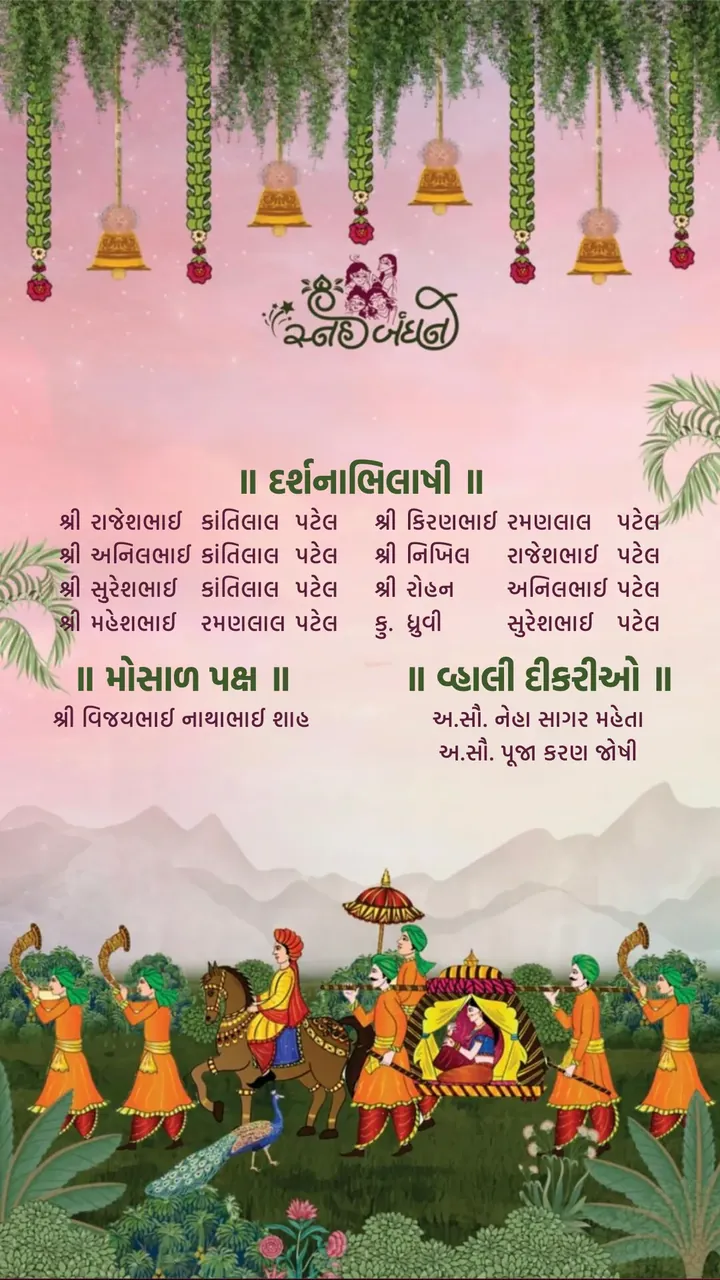 સ્નેહ બંધન
॥ દર્શનાભિલાષી ॥
શ્રી રાજેશભાઈ કાંતિલાલ પટેલ
શ્રી અનિલભાઈ કાંતિલાલ પટેલ
શ્રી સુરેશભાઈ કાંતિલાલ પટેલ
શ્રી મહેશભાઈ રમણલાલ પટેલ
શ્રી કિરણભાઈ રમણલાલ પટેલ
શ્રી નિખિલ રાજેશભાઈ પટેલ
શ્રી રોહન અનિલભાઈ પટેલ
કુ. ધ્રુવી સુરેશભાઈ પટેલ
॥ મોસાળ પક્ષ ॥
શ્રી વિજયભાઈ નાથાભાઈ શાહ
॥ વ્હાલી દીકરીઓ ॥
અ.સૌ. નેહા સાગર મહેતા
અ.સૌ. પૂજા કરણ જોષી